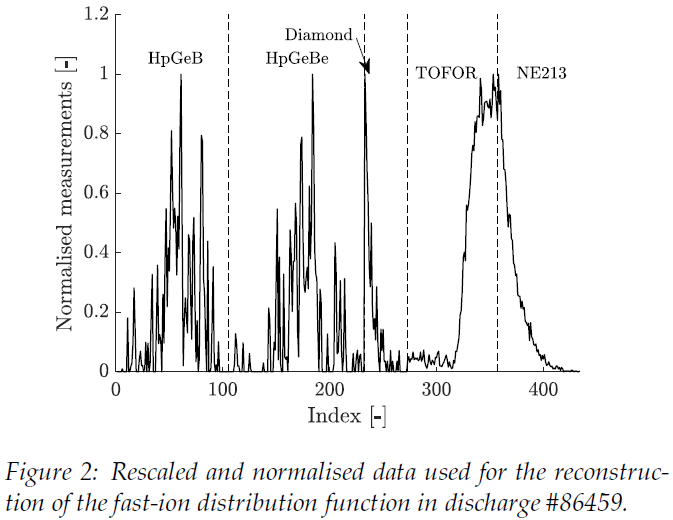 1.2
Diamond
HpGeB
HpGeBe
TOFOR
NE213
1
0.8
0.6
0.4
0.2
0
Normalised measurements [-]
0
100
200
300
400
Index [-]
Figure 2: Rescaled and normalised data used for the reconstruc-
tion of the fast-ion distribution function in discharge #86459.